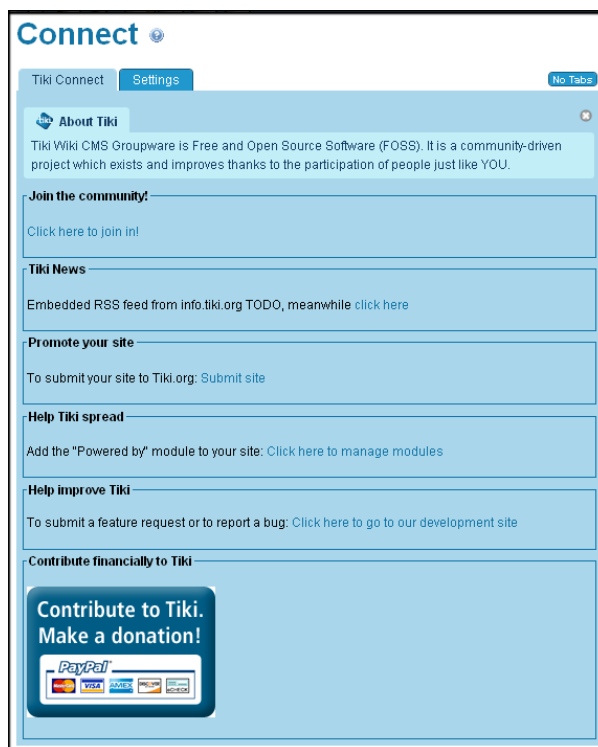 Connect
Tiki Connect
Settings
No Tabs
About Tiki
Tiki Wiki CMS Groupware is Free and Open Source Software (FOSS). It is a community-driven
project which exists and improves thanks to the participation of people just like YOU.
Join the community!
Click here to join in!
Tiki News
Embedded RSS feed from info.tiki.org TODO, meanwhile click here
Promote your site
To submit your site to Tiki.org: Submit site
Help Tiki spread
Add the "Powered by" module to your site: Click here to manage modules
Help improve Tiki
To submit a feature request or to report a bug: Click here to go to our development site
Contribute financially to Tiki
Contribute to Tiki.
Make a donation!
PayPal
MasterCard VISA AMEX DISCOVER eCHECK